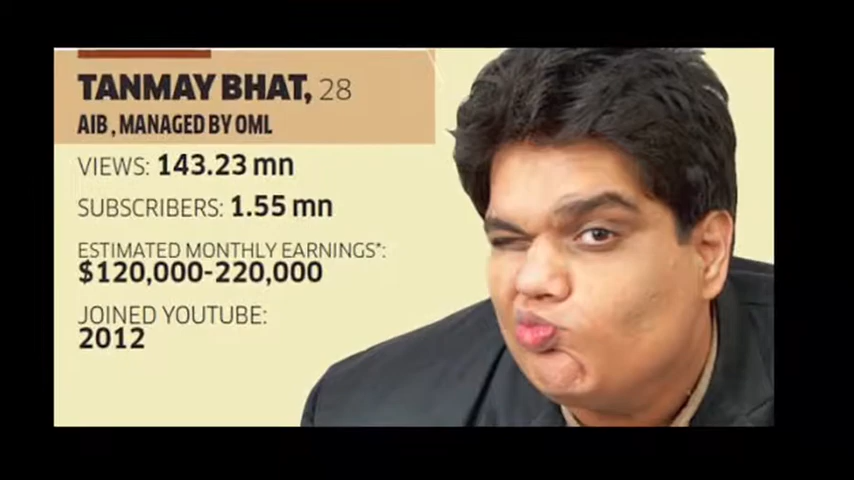 TANMAY BHAT, 28
AIB, MANAGED BY OML
VIEWS: 143.23 mn
SUBSCRIBERS: 1.55 mn
ESTIMATED MONTHLY EARNINGS*:
$120,000-220,000
JOINED YOUTUBE:
2012